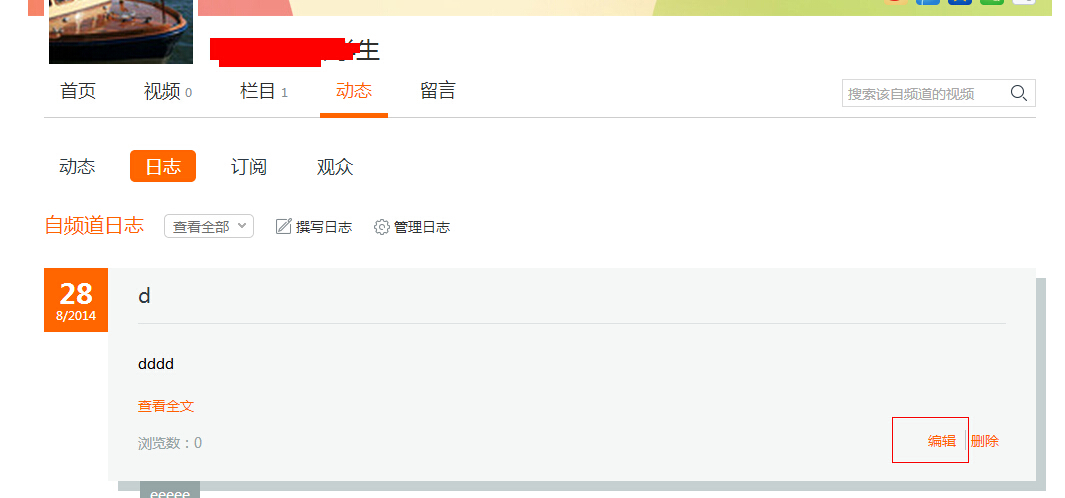 生
首页 视频 0 栏目 1 动态 留言 搜索该自频道的视频
动态 日志 订阅 观众
自频道日志 查看全部 撰写日志 管理日志
28
8/2014
d
dddd
查看全文
浏览数：0
编辑 删除
eeeee